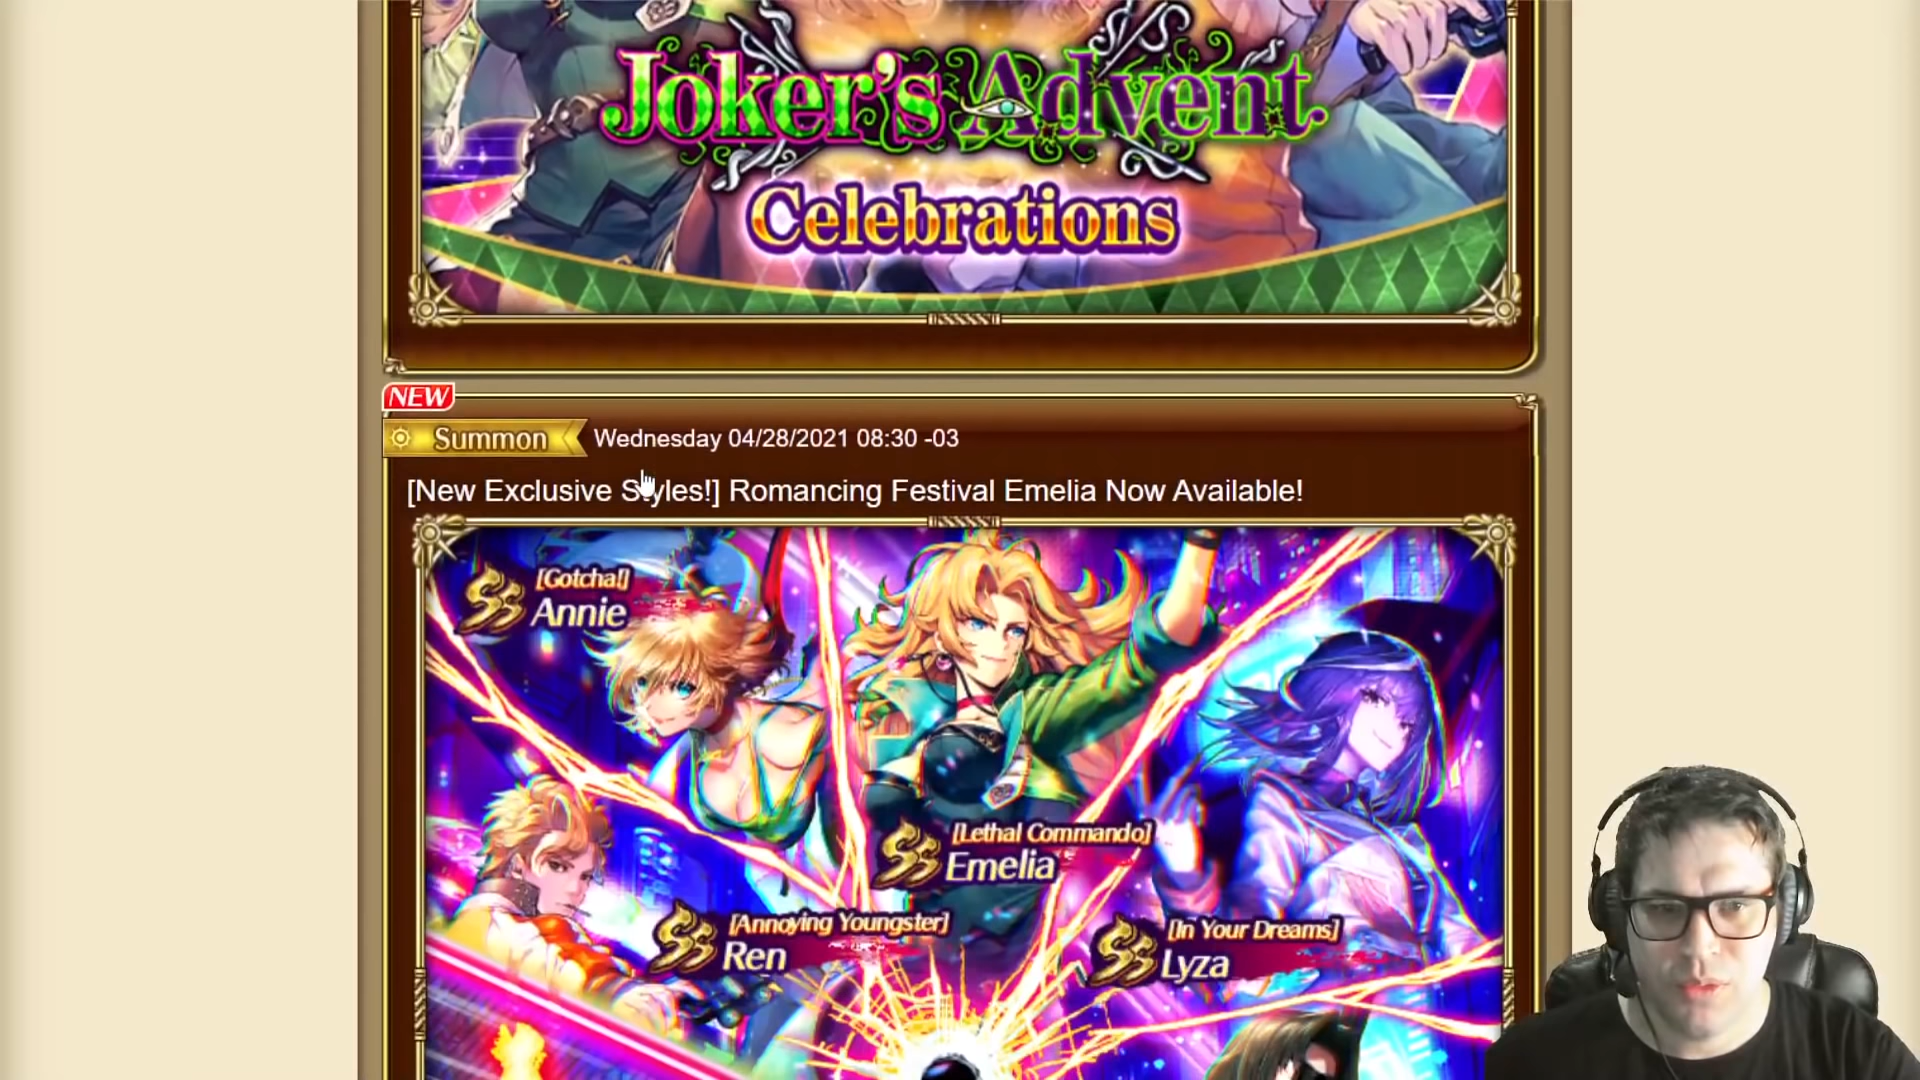 Joker's Advent.
Celebrations
NEW
Summon
Wednesday 04/28/2021 08:30 -03
[New Exclusive Styles!] Romancing Festival Emelia Now Available!
SS [Gotcha!]
Annie
SS [Lethal Commando]
Emelia
SS [Annoying Youngster]
Ren
SS [In Your Dreams]
Lyza